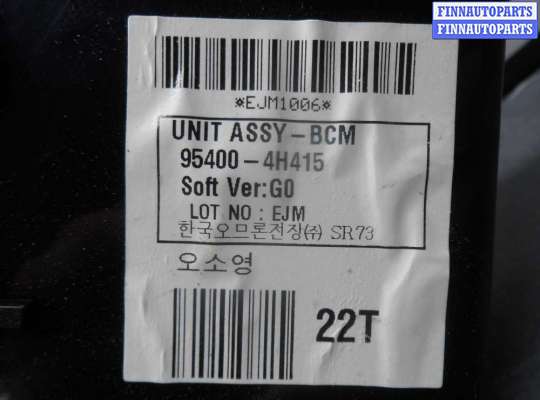 FINNAUTOPARTS
FINNAUTOPARTS
*EJM1006*
UNIT ASSY-BCM
95400-4H415
Soft Ver:G0
LOT NO : EJM
한국오므론전장㈜ SR73
오소영
22T